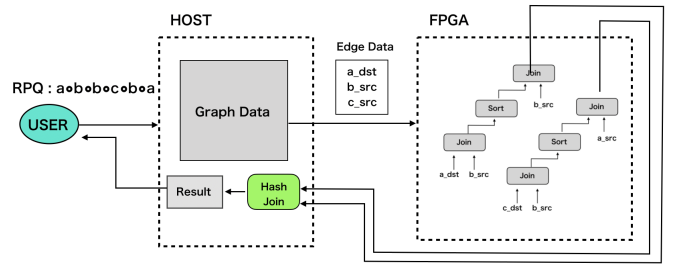 HOST
FPGA
Edge Data
a_dst
b_src
c_src
RPQ : a∘b∘b∘c∘b∘a
USER
Graph Data
Result
Hash
Join
Join
b_src
Sort
Join
a_dst
b_src
Join
a_src
Sort
Join
c_dst
b_src